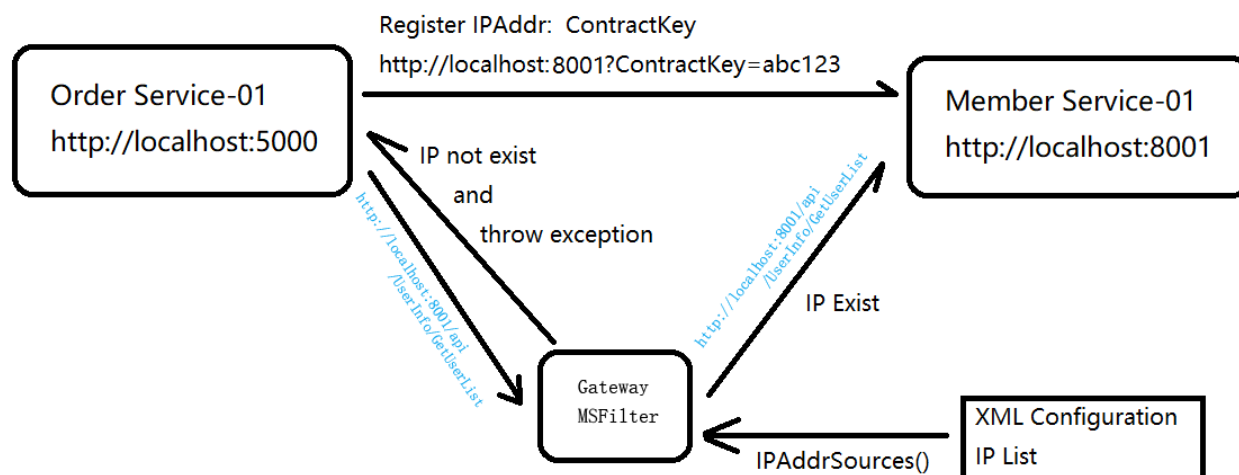 Register IPAddr:  ContractKey
http://localhost:8001?ContractKey=abc123
Order Service-01
http://localhost:5000
Member Service-01
http://localhost:8001
IP not exist
and
throw exception
http://localhost:8001/api
/UserInfo/GetUserList
http://localhost:8001/api
/UserInfo/GetUserList
IP Exist
Gateway
MSFilter
IPAddrSources()
XML Configuration
IP List